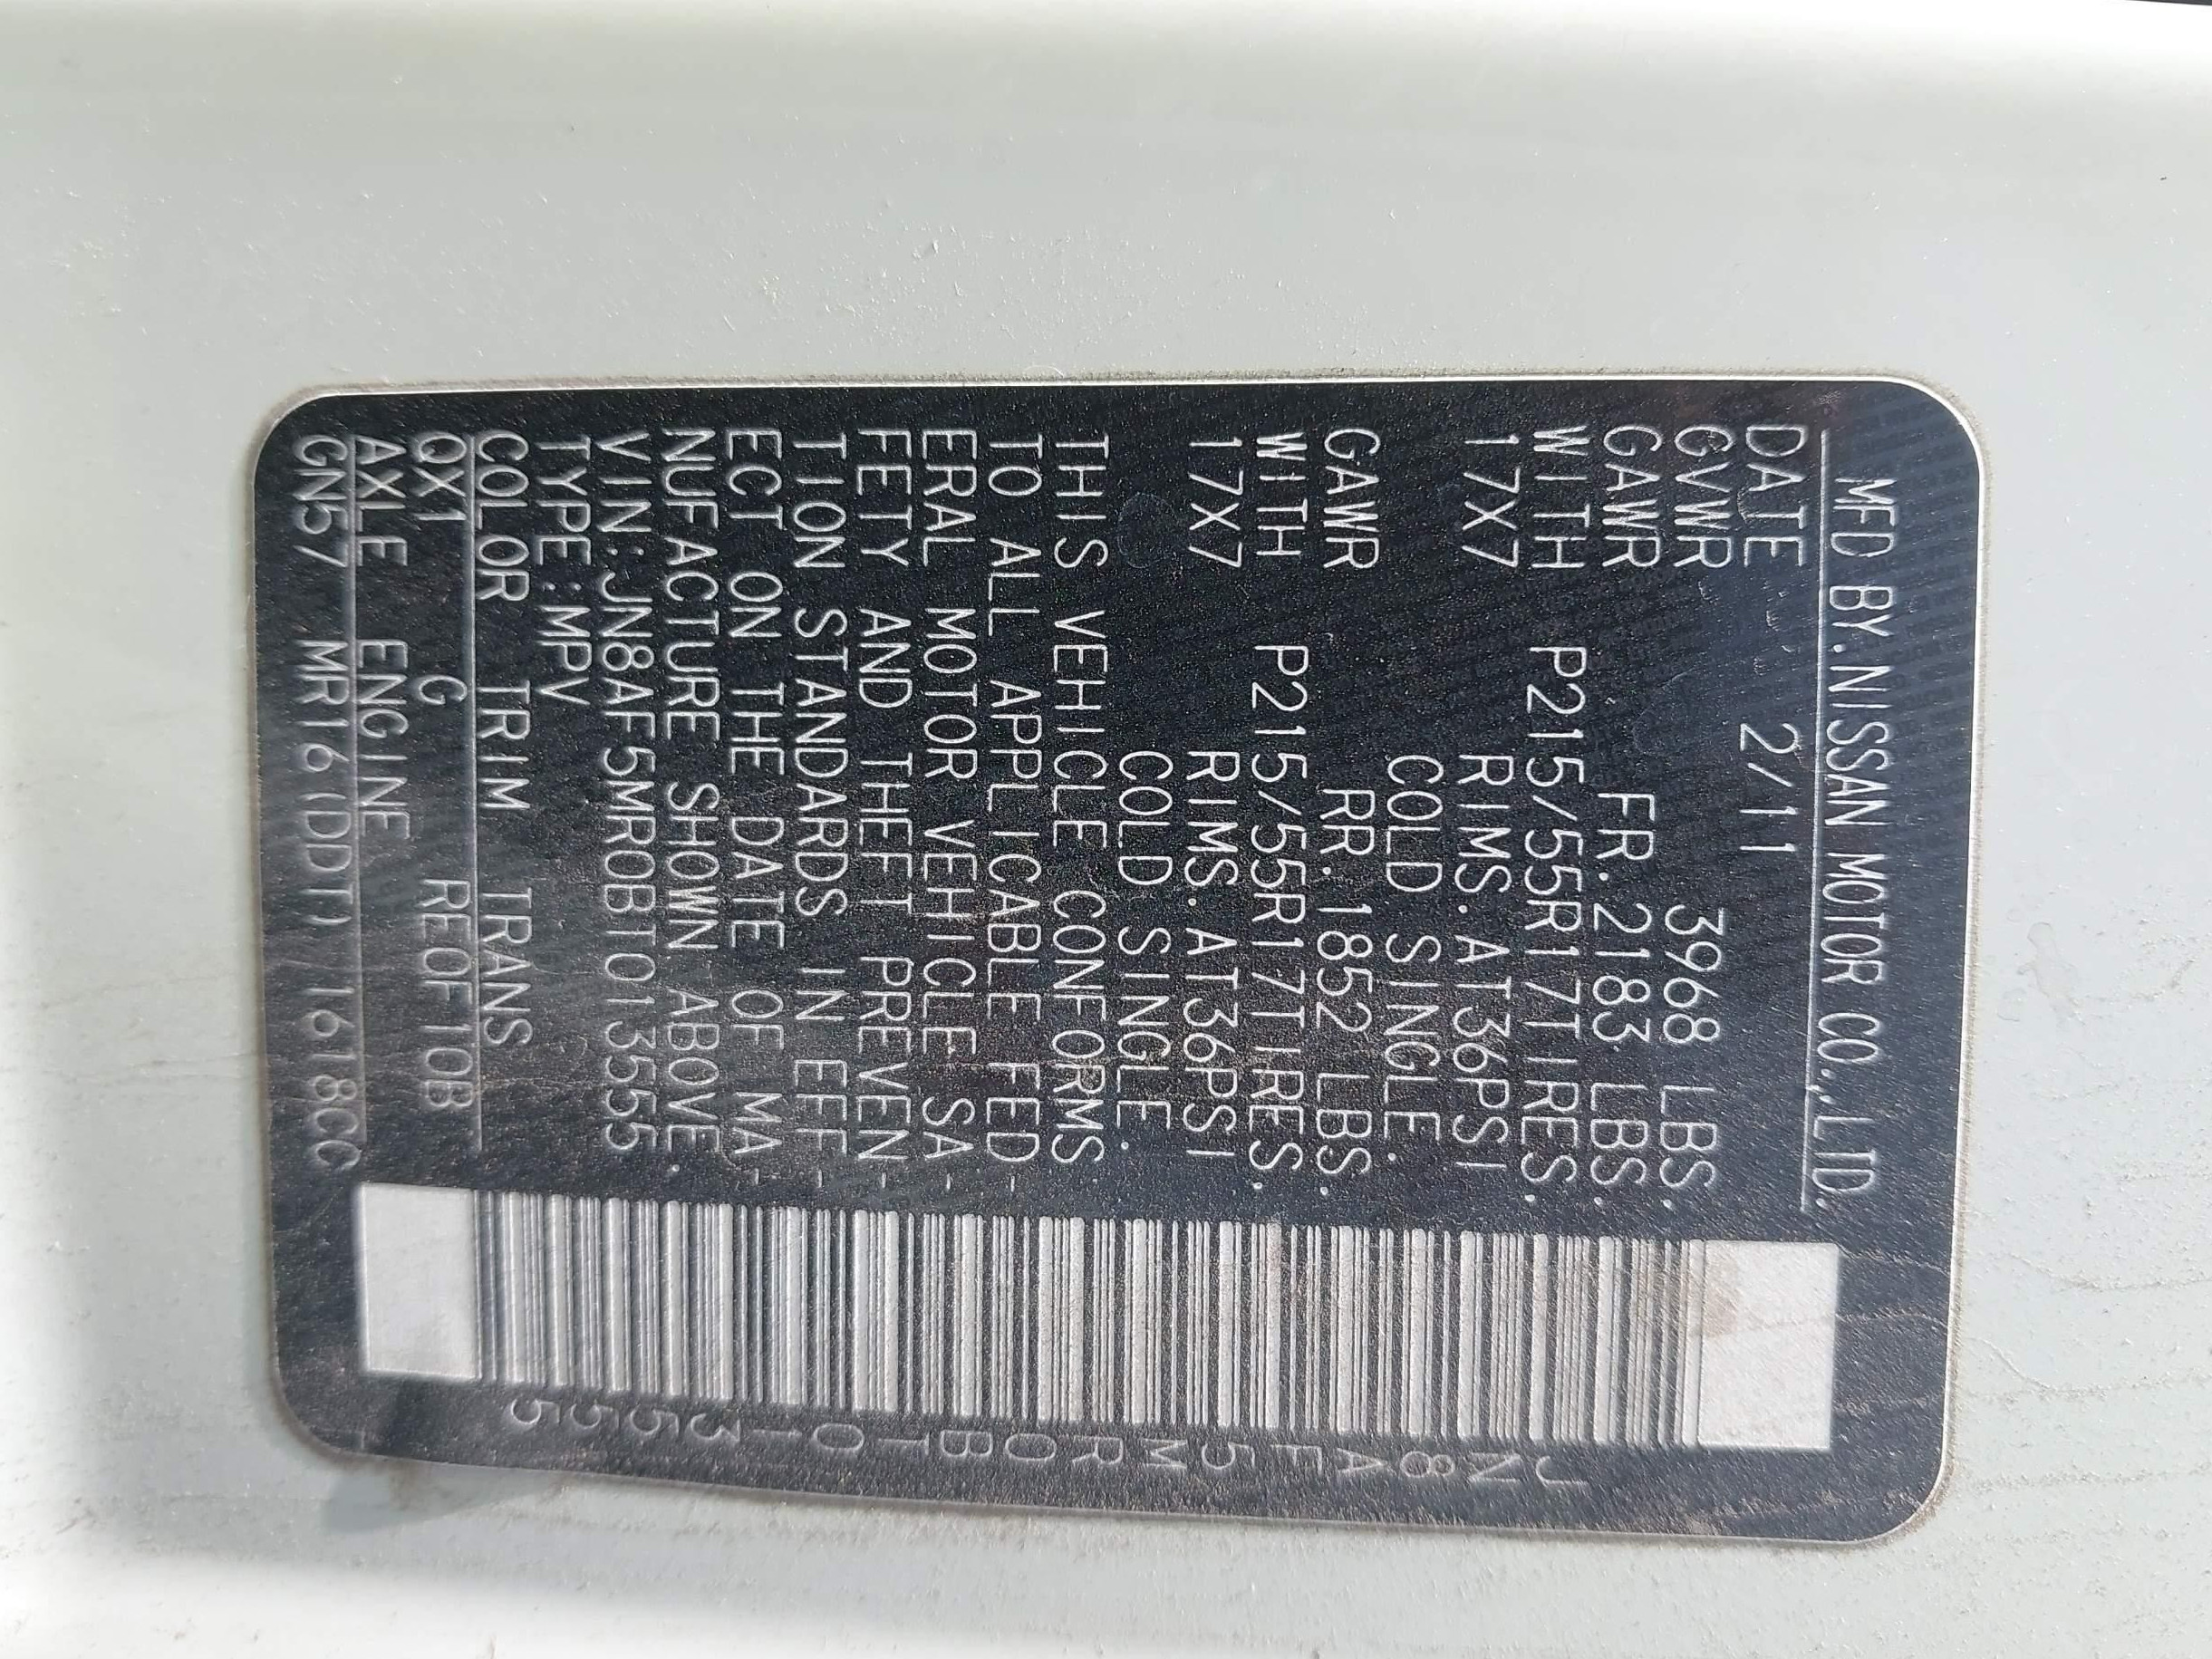 MFD BY.NISSAN MOTOR CO.,LTD.
DATE 2/11
GVWR 3968 LBS.
GAWR FR.2183 LBS.
WITH P215/55R17TIRES.
17X7 RIMS.AT36PSI
COLD SINGLE.
GAWR RR.1852 LBS.
WITH P215/55R17TIRES.
17X7 RIMS.AT36PSI
COLD SINGLE.
THIS VEHICLE CONFORMS
TO ALL APPLICABLE FED-
ERAL MOTOR VEHICLE SA-
FETY AND THEFT PREVEN-
TION STANDARDS IN EFF-
ECT ON THE DATE OF MA-
NUFACTURE SHOWN ABOVE.
VIN:JN8AF5MR0BT013555
TYPE:MPV
COLOR TRIM TRANS
QX1 G RE0F10B
AXLE ENGINE
GN57 MR16(DDT) 1618CC
JN8AF5MR0BT013555